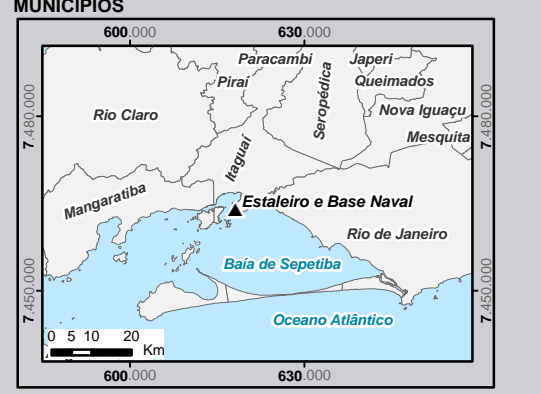 MUNICÍPIOS
600.000 630.000
Paracambi Japeri
Piraí Queimados
Seropédica
Rio Claro
Nova Iguaçu
7.480.000 7.480.000
Mesquita
Itaguaí
Mangaratiba
Estaleiro e Base Naval
Rio de Janeiro
Baía de Sepetiba
7.450.000 7.450.000
Oceano Atlântico
0 5 10 20
Km
600.000 630.000